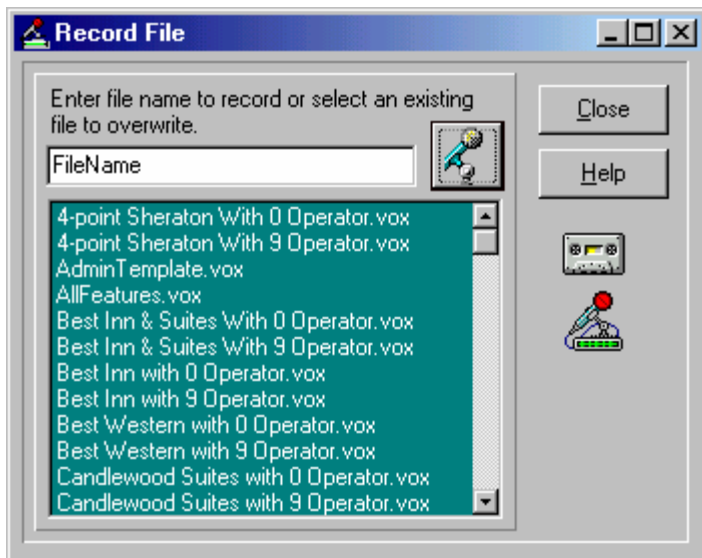 Record File
Enter file name to record or select an existing
file to overwrite.
FileName
4-point Sheraton With 0 Operator.vox
4-point Sheraton With 9 Operator.vox
AdminTemplate.vox
AllFeatures.vox
Best Inn & Suites With 0 Operator.vox
Best Inn & Suites With 9 Operator.vox
Best Inn with 0 Operator.vox
Best Inn with 9 Operator.vox
Best Western with 0 Operator.vox
Best Western with 9 Operator.vox
Candlewood Suites with 0 Operator.vox
Candlewood Suites with 9 Operator.vox
Close
Help